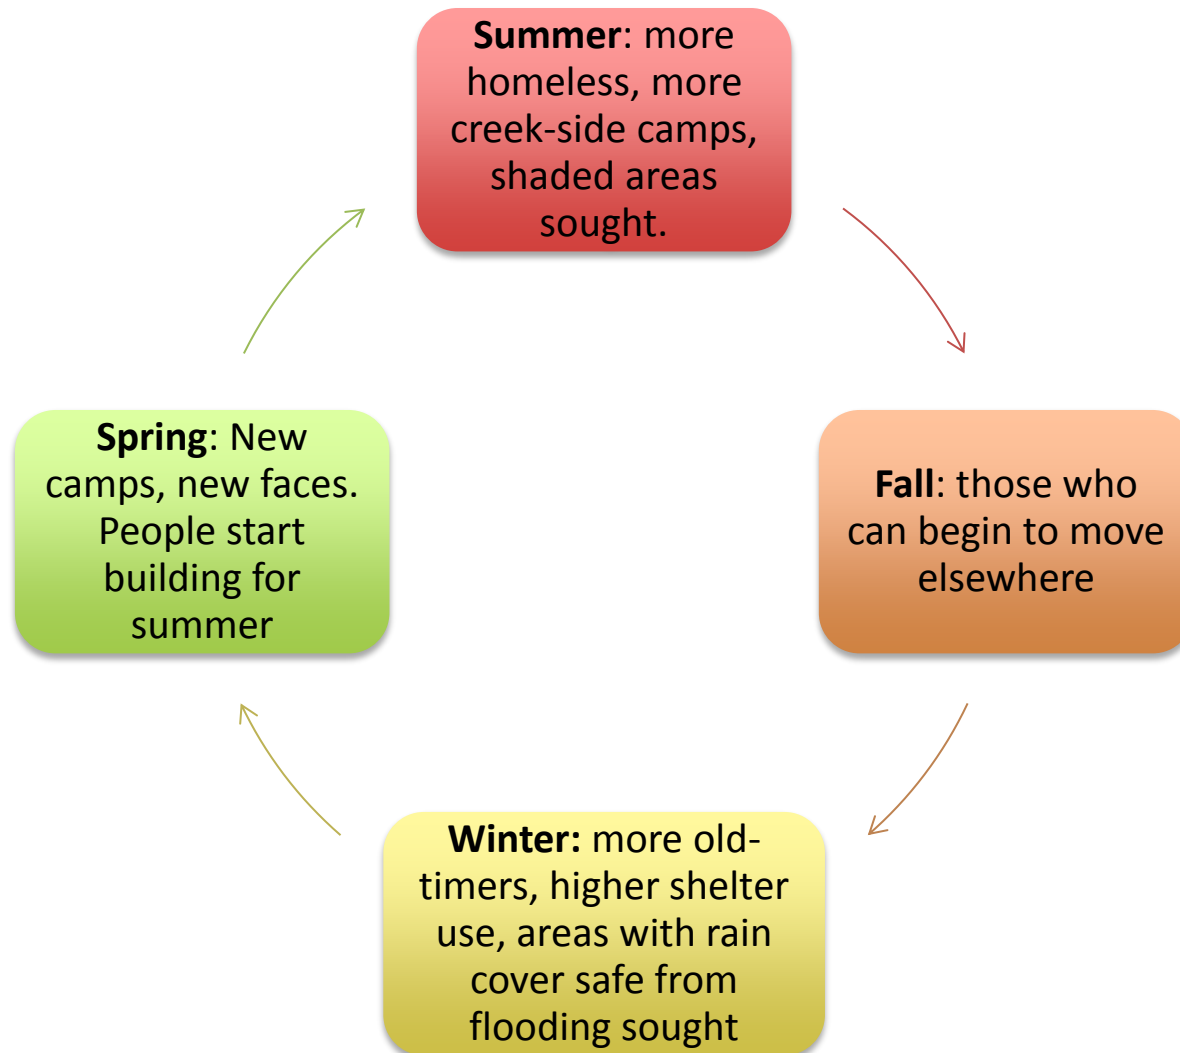 Summer: more
homeless, more
creek-side camps,
shaded areas
sought.
Fall: those who
can begin to move
elsewhere
Winter: more old-
timers, higher shelter
use, areas with rain
cover safe from
flooding sought
Spring: New
camps, new faces.
People start
building for
summer